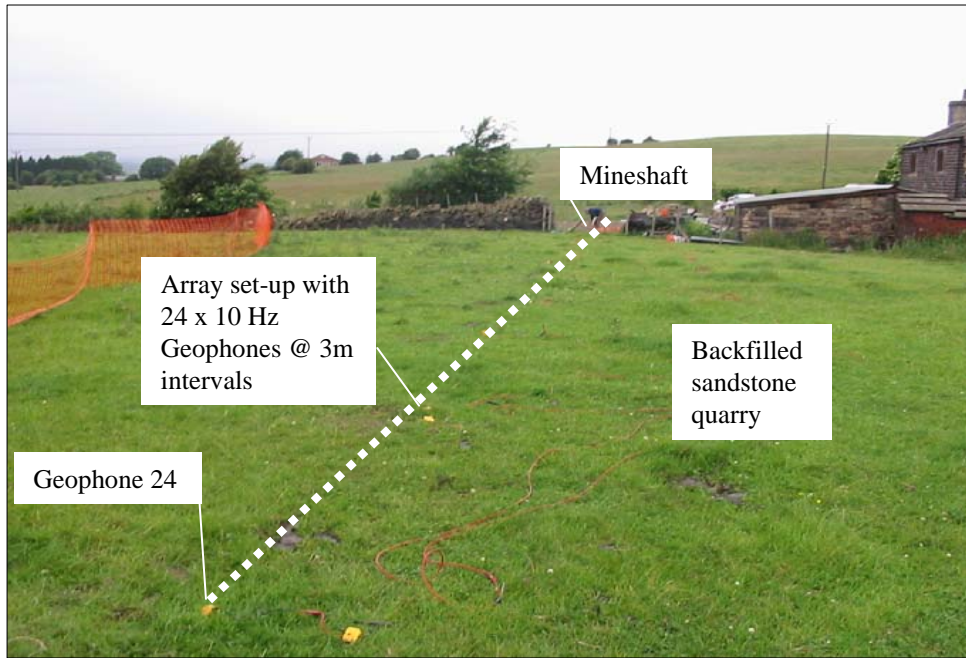 Mineshaft
Array set-up with
24 x 10 Hz
Geophones @ 3m
intervals
Backfilled
sandstone
quarry
Geophone 24